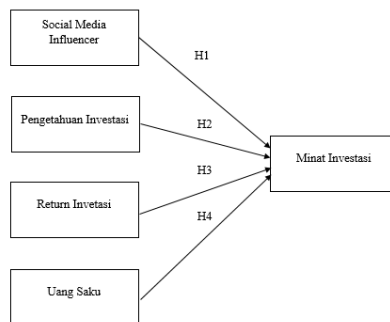 Social Media
Influencer
H1
Pengetahuan Investasi
H2
Minat Investasi
H3
Return Invetasi
H4
Uang Saku